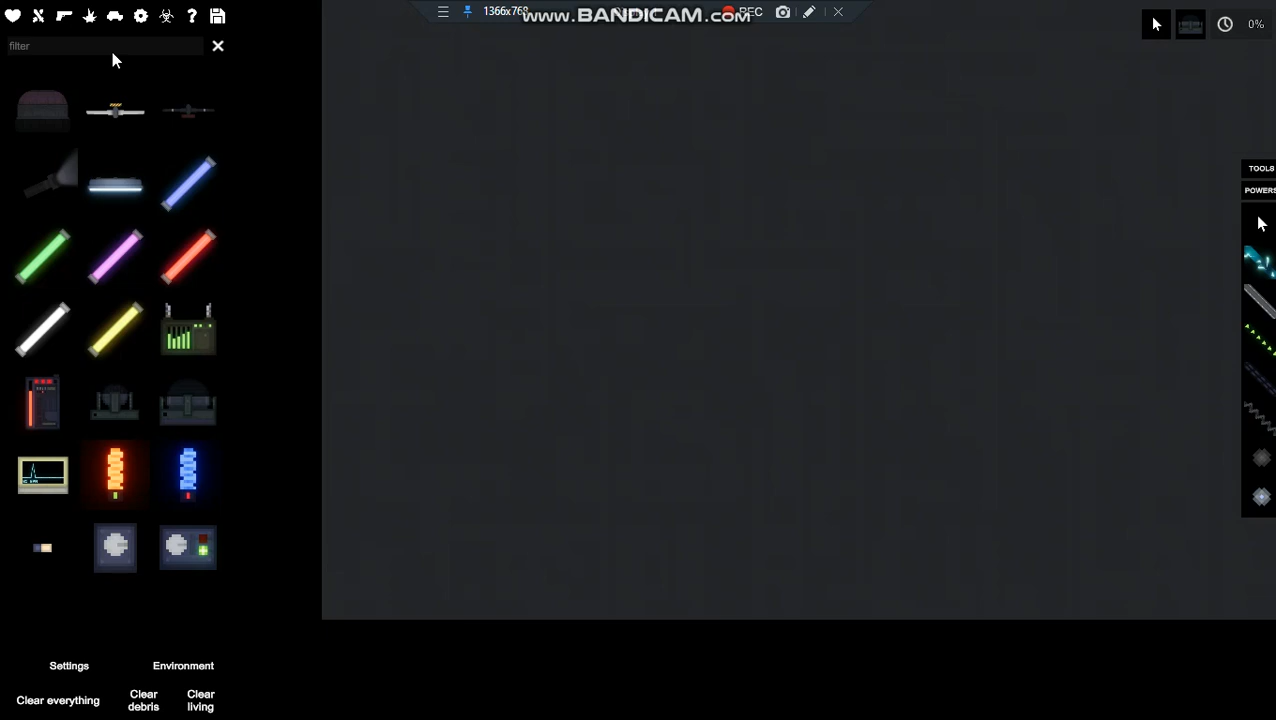 1366x768
www.BANDICAM.com
REC
filter
0%
TOOLS
POWERS
Settings
Environment
Clear everything
Clear
debris
Clear
living